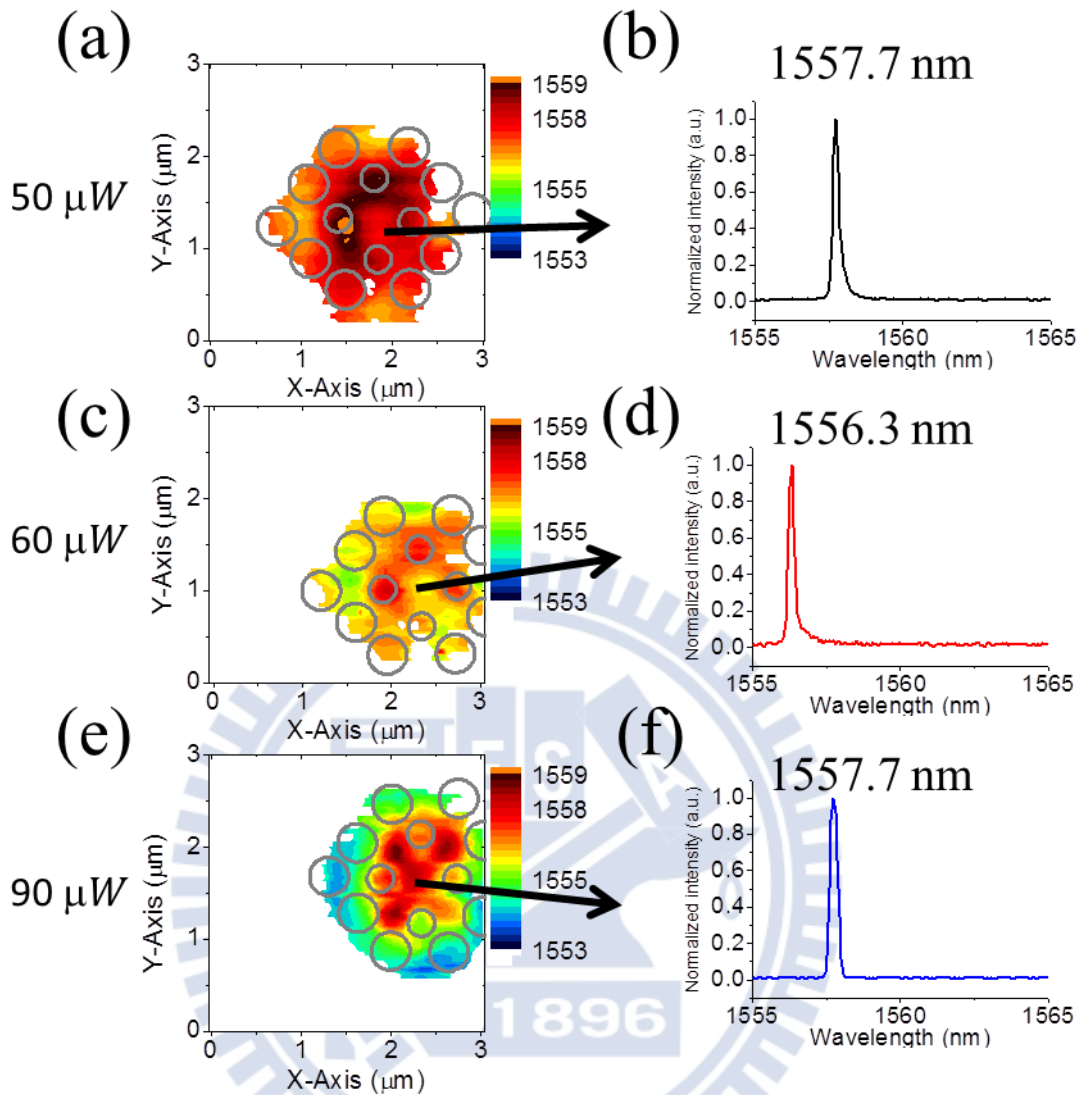 (a)
(b)
1557.7 nm
50 μW
3
2
1
0
Y-Axis (μm)
0
1
2
3
X-Axis (μm)
1559
1558
1555
1553
Normalized intensity (a.u.)
1.0
0.8
0.6
0.4
0.2
0.0
1555
1560
1565
Wavelength (nm)
(c)
(d)
1556.3 nm
60 μW
3
2
1
0
Y-Axis (μm)
0
1
2
3
X-Axis (μm)
1559
1558
1555
1553
Normalized intensity (a.u.)
1.0
0.8
0.6
0.4
0.2
0.0
1555
1560
1565
Wavelength (nm)
(e)
(f)
1557.7 nm
90 μW
3
2
1
0
Y-Axis (μm)
0
1
2
3
X-Axis (μm)
1559
1558
1555
1553
Normalized intensity (a.u.)
1.0
0.8
0.6
0.4
0.2
0.0
1555
1560
1565
Wavelength (nm)
1896